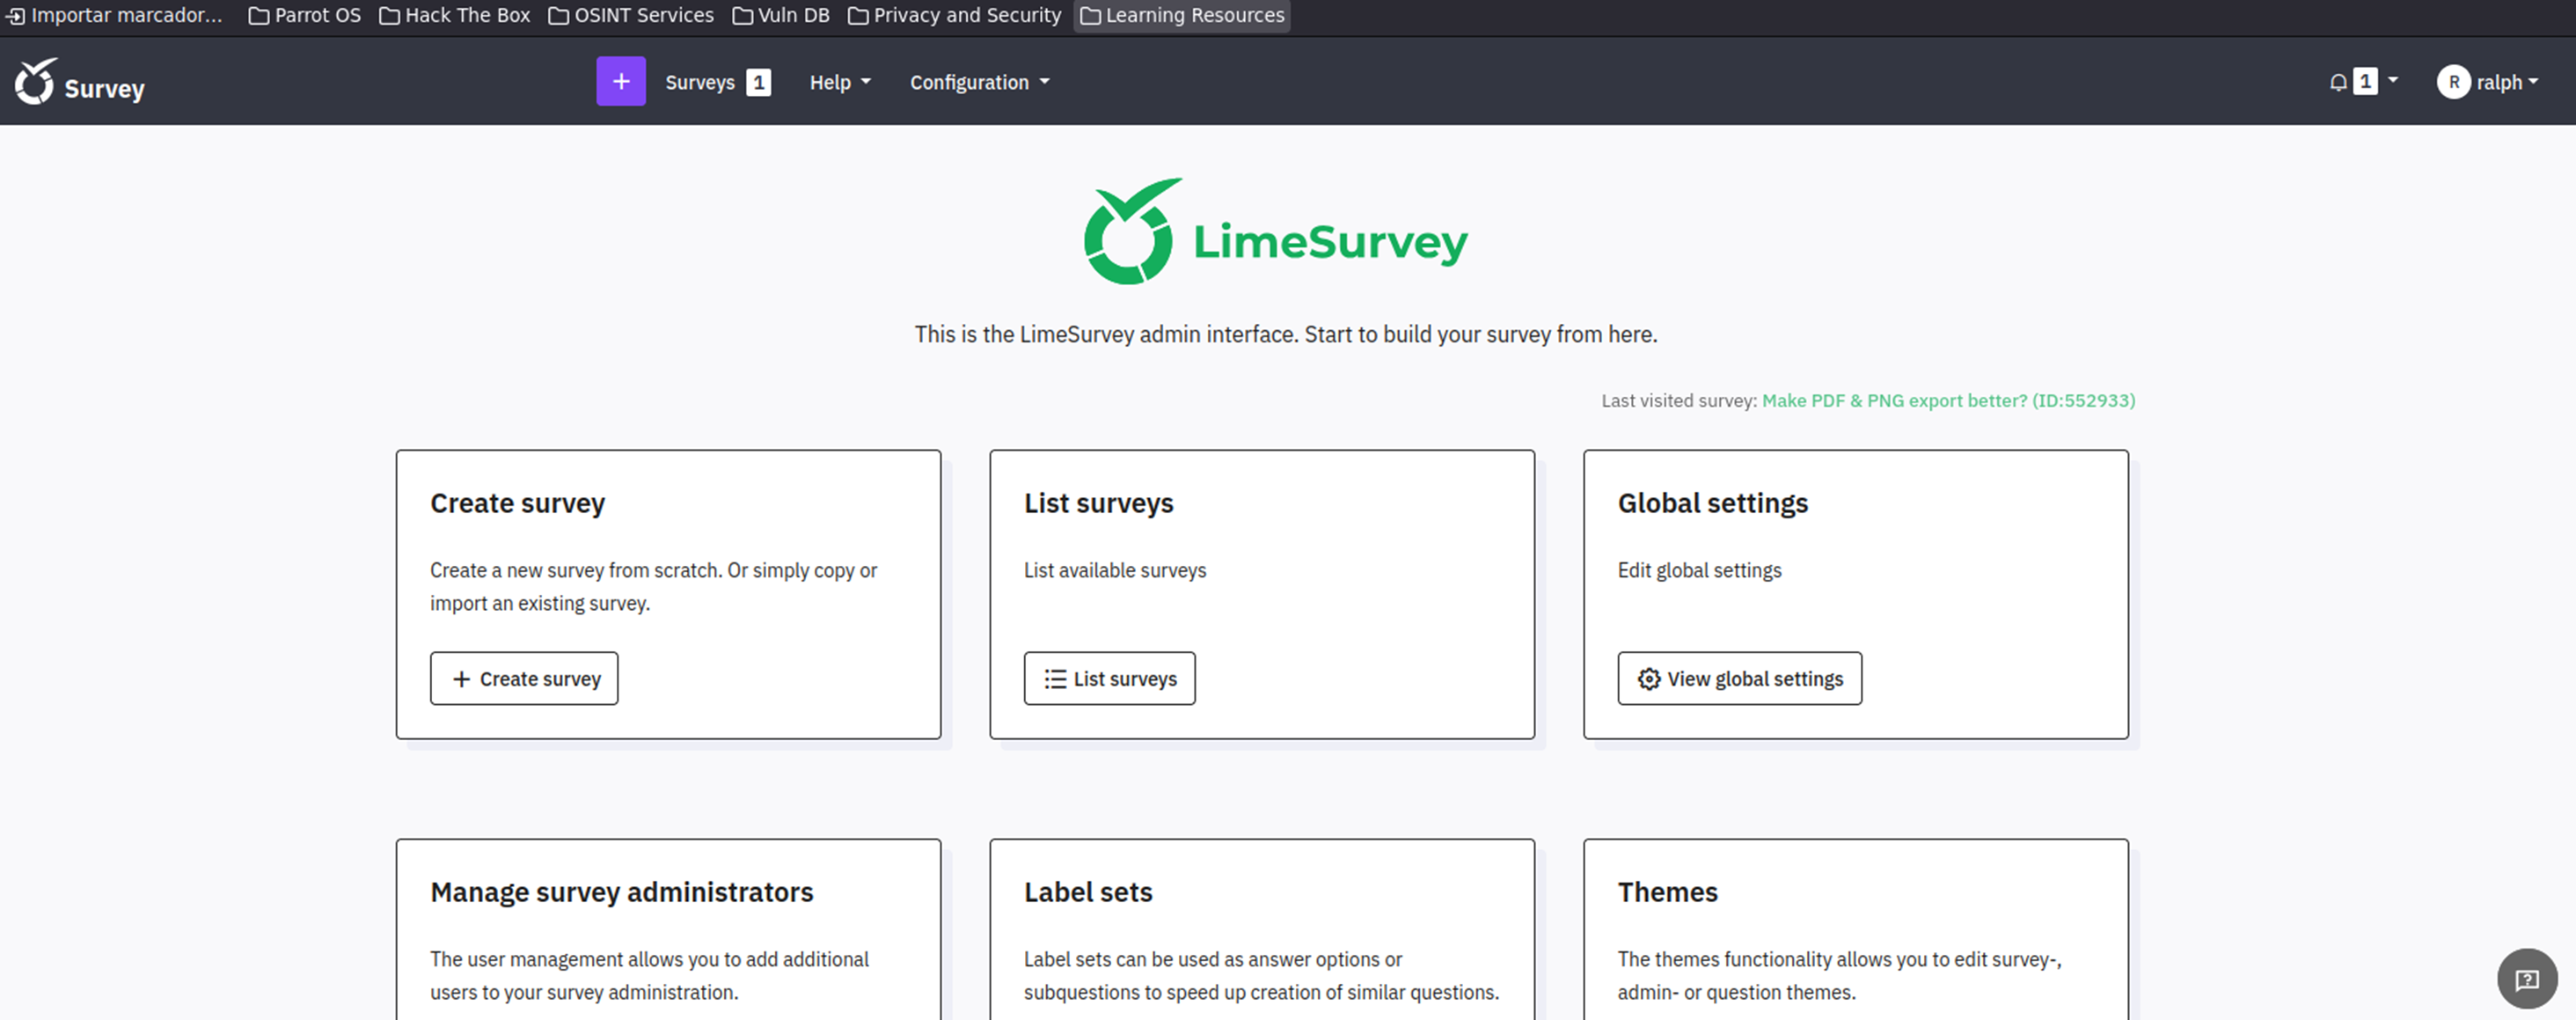 Importar marcador... Parrot OS Hack The Box OSINT Services Vuln DB Privacy and Security Learning Resources
Survey + Surveys 1 Help Configuration 1 R ralph
LimeSurvey
This is the LimeSurvey admin interface. Start to build your survey from here.
Last visited survey: Make PDF & PNG export better? (ID:552933)
Create survey
Create a new survey from scratch. Or simply copy or
import an existing survey.
+ Create survey
List surveys
List available surveys
List surveys
Global settings
Edit global settings
View global settings
Manage survey administrators
The user management allows you to add additional
users to your survey administration.
Label sets
Label sets can be used as answer options or
subquestions to speed up creation of similar questions.
Themes
The themes functionality allows you to edit survey-,
admin- or question themes.
?